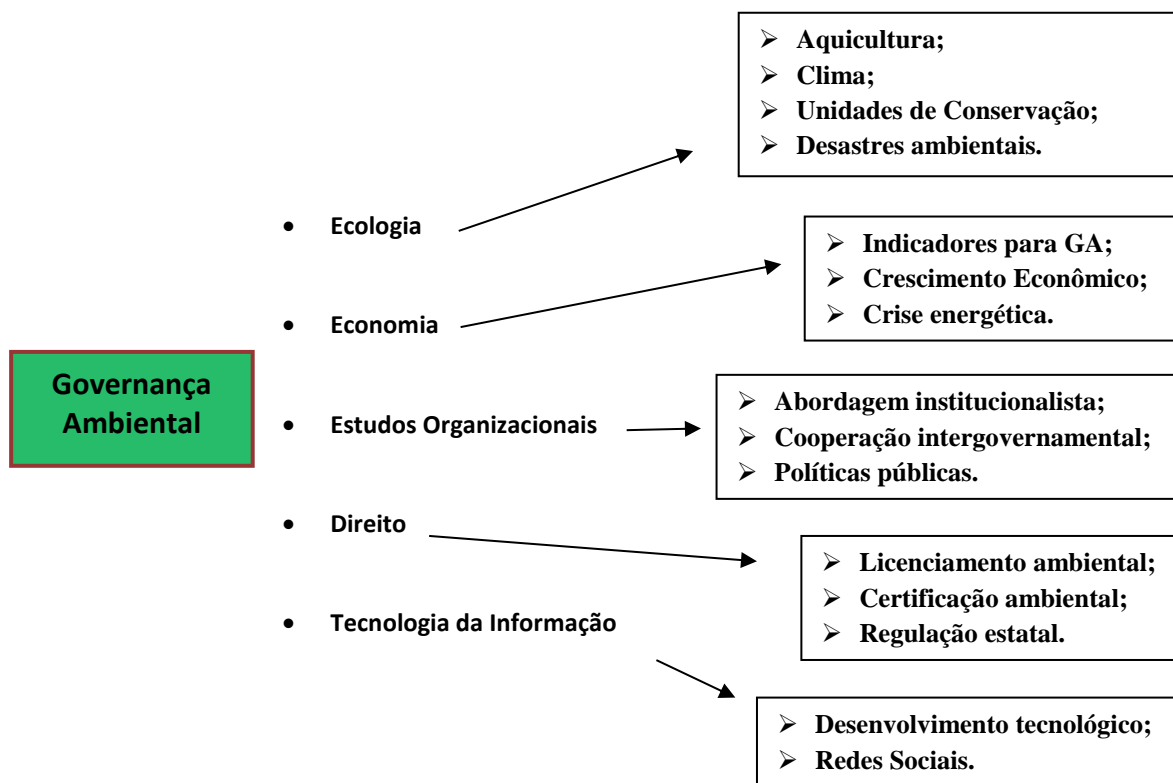 ➢ Aquicultura;
➢ Clima;
➢ Unidades de Conservação;
➢ Desastres ambientais.
• Ecologia
➢ Indicadores para GA;
➢ Crescimento Econômico;
➢ Crise energética.
• Economia
Governança
Ambiental
➢ Abordagem institucionalista;
➢ Cooperação intergovernamental;
➢ Políticas públicas.
• Estudos Organizacionais
• Direito
➢ Licenciamento ambiental;
➢ Certificação ambiental;
➢ Regulação estatal.
• Tecnologia da Informação
➢ Desenvolvimento tecnológico;
➢ Redes Sociais.